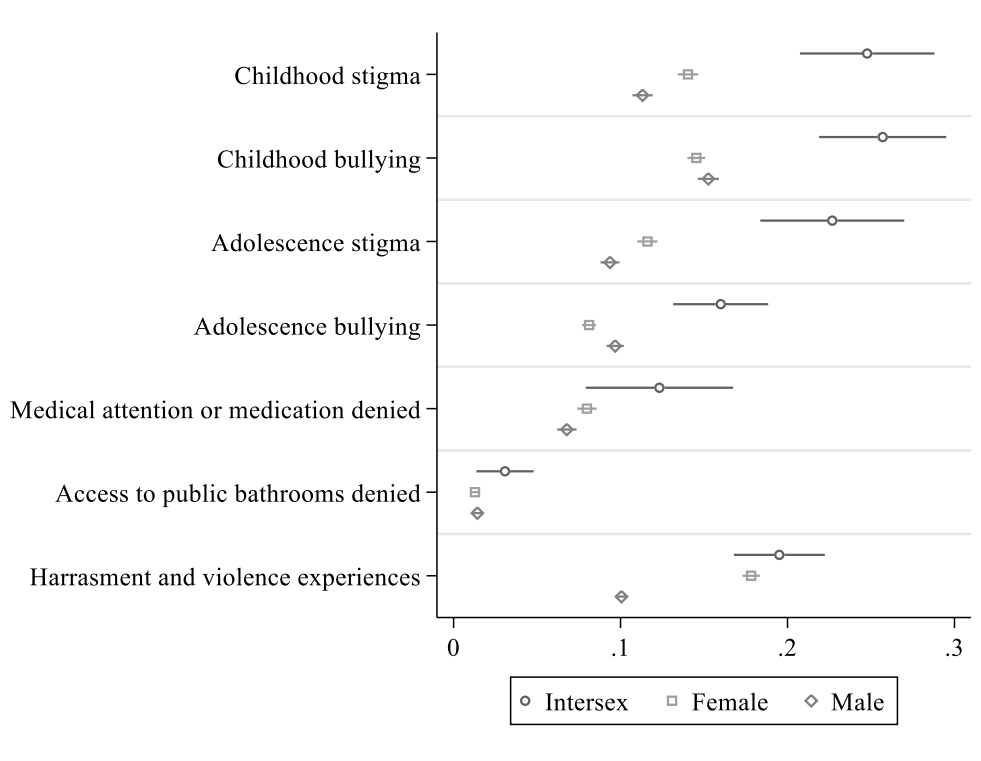 Childhood stigma
Childhood bullying
Adolescence stigma
Adolescence bullying
Medical attention or medication denied
Access to public bathrooms denied
Harrasment and violence experiences
0 .1 .2 .3
Intersex Female Male